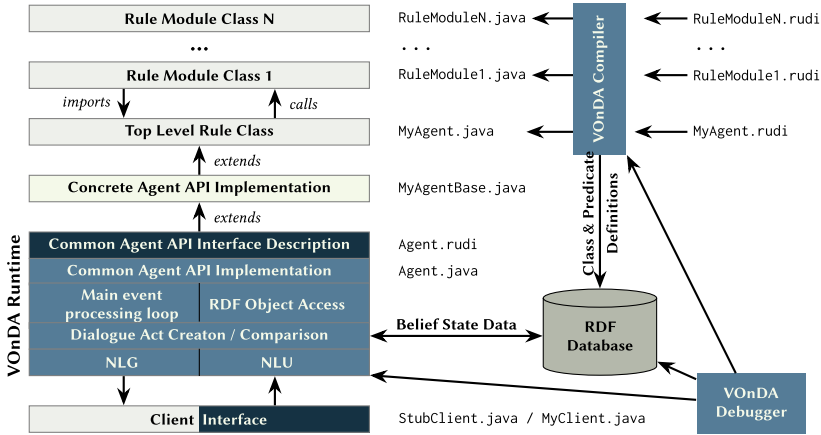 Rule Module Class N
RuleModuleN.java
RuleModuleN.rudi
...
...
...
Rule Module Class 1
RuleModule1.java
RuleModule1.rudi
VOnDA Compiler
imports
calls
Top Level Rule Class
MyAgent.java
MyAgent.rudi
extends
Concrete Agent API Implementation
MyAgentBase.java
Class & Predicate
Definitions
extends
VOnDA Runtime
Common Agent API Interface Description
Agent.rudi
Common Agent API Implementation
Agent.java
Main event
processing loop
RDF Object Access
Dialogue Act Creaton / Comparison
Belief State Data
RDF
Database
NLG
NLU
VOnDA
Debugger
Client Interface
StubClient.java / MyClient.java